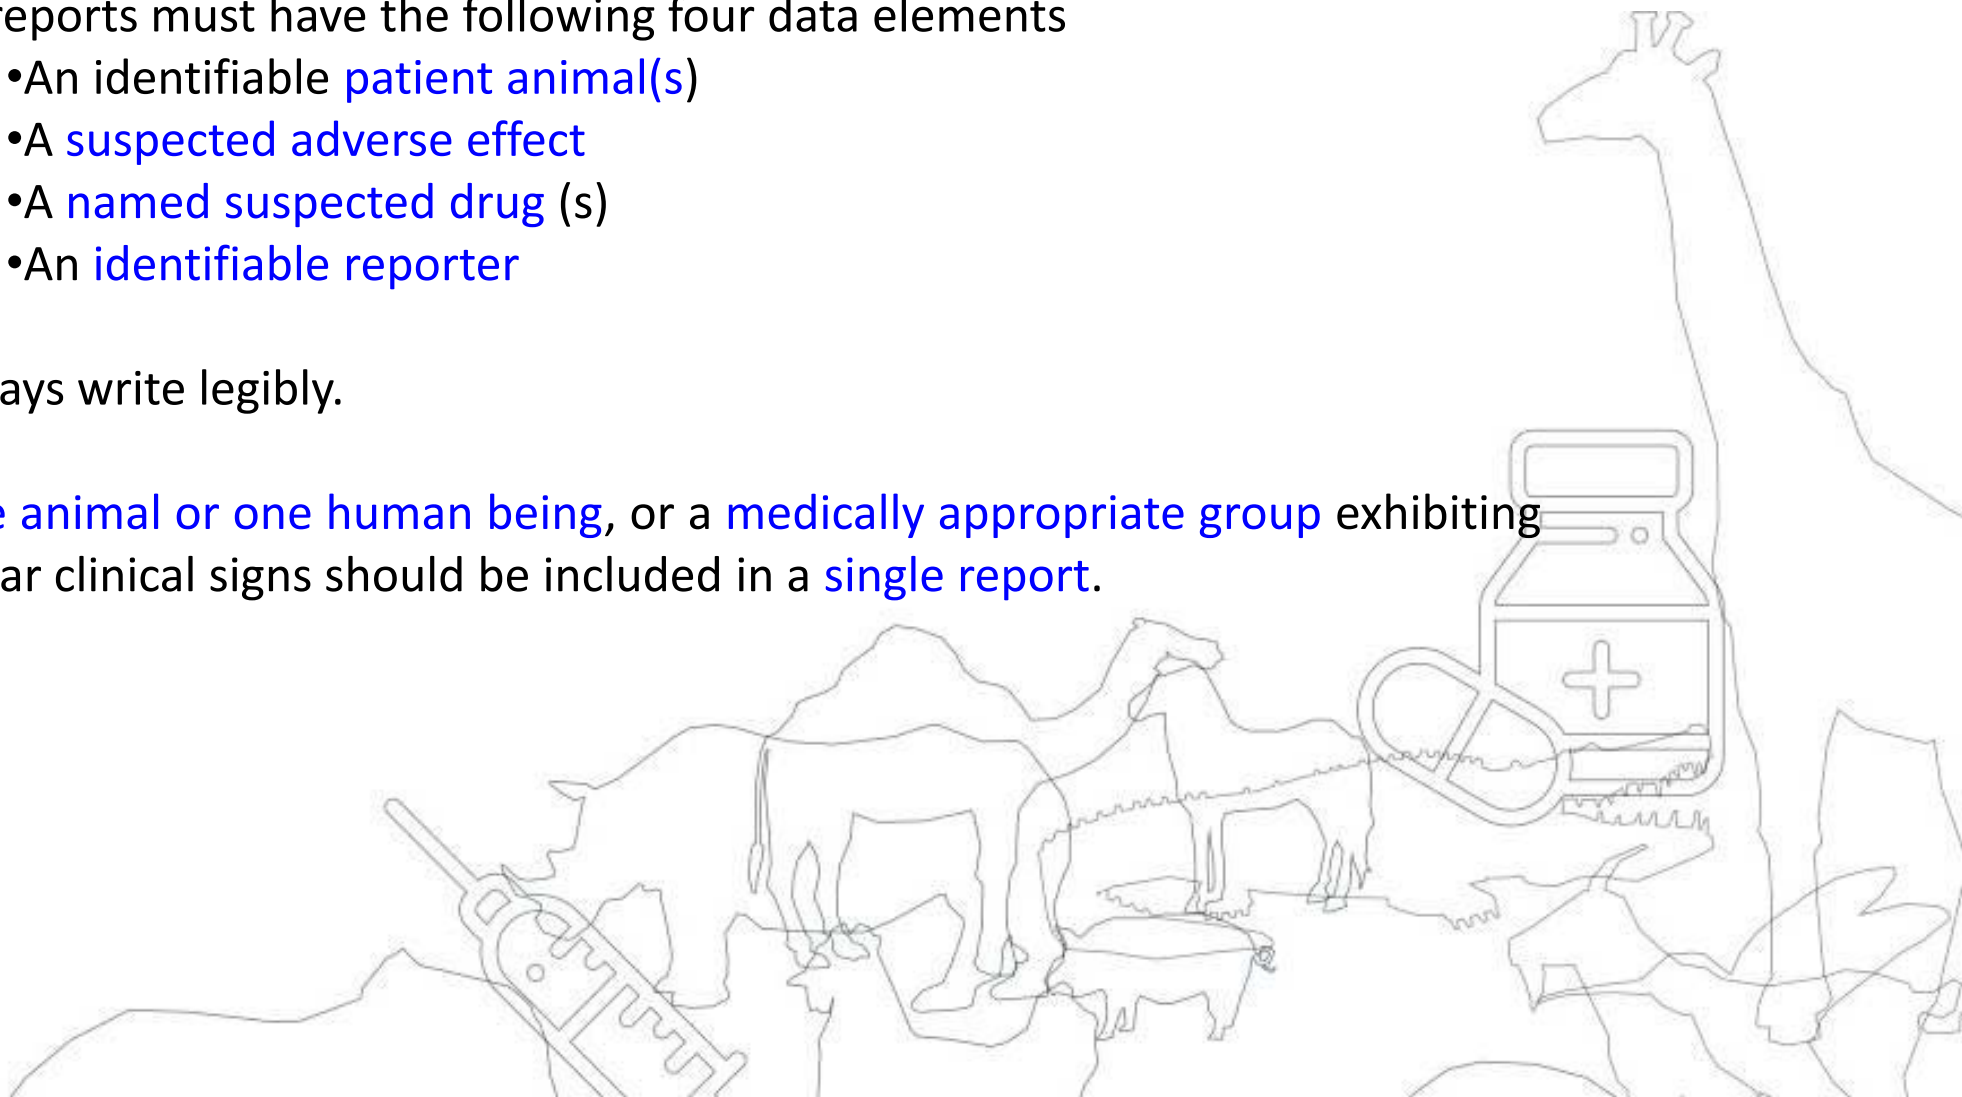 reports must have the following four data elements
•An identifiable patient animal(s)
•A suspected adverse effect
•A named suspected drug (s)
•An identifiable reporter
ays write legibly.
e animal or one human being, or a medically appropriate group exhibiting
ar clinical signs should be included in a single report.